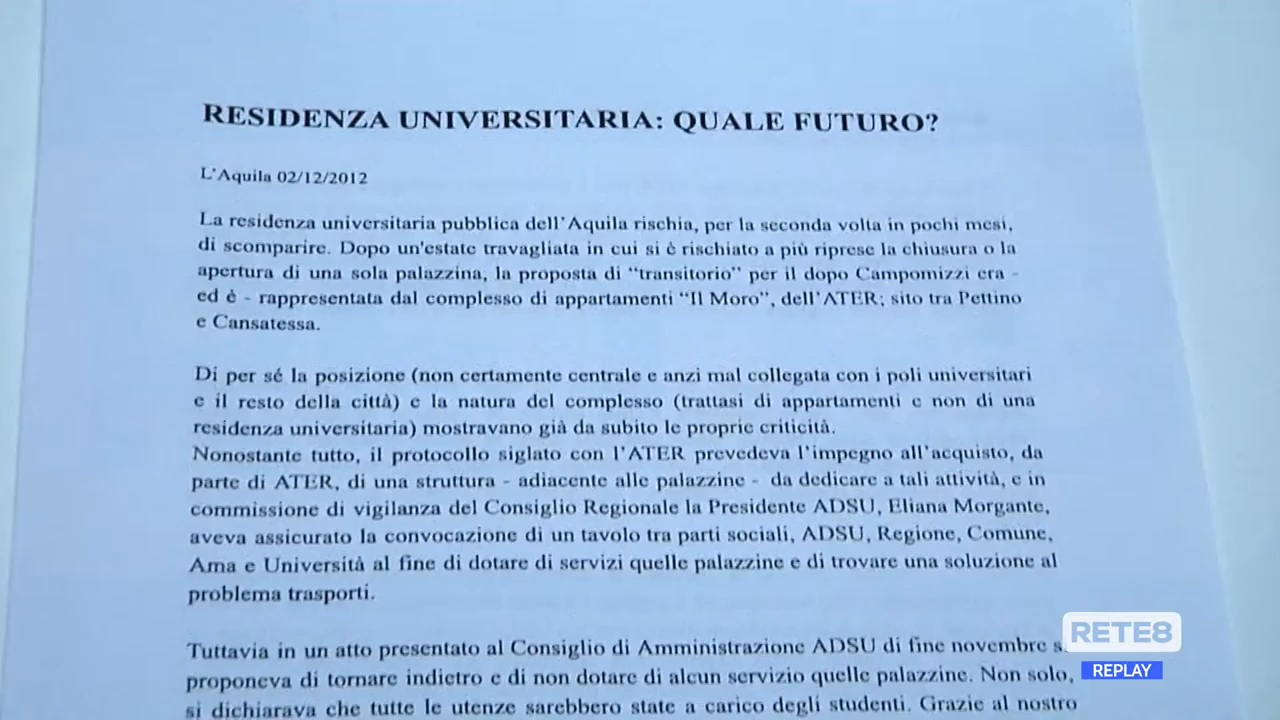 RESIDENZA UNIVERSITARIA: QUALE FUTURO?
L'Aquila 02/12/2012
La residenza universitaria pubblica dell'Aquila rischia, per la seconda volta in pochi mesi,
di scomparire. Dopo un'estate travagliata in cui si è rischiato a più riprese la chiusura o la
apertura di una sola palazzina, la proposta di “transitorio” per il dopo Campomizzi era -
ed è - rappresentata dal complesso di appartamenti “Il Moro”, dell'ATER; sito tra Pettino
e Cansatessa.
Di per sé la posizione (non certamente centrale e anzi mal collegata con i poli universitari
e il resto della città) e la natura del complesso (trattasi di appartamenti e non di una
residenza universitaria) mostravano già da subito le proprie criticità.
Nonostante tutto, il protocollo siglato con l'ATER prevedeva l'impegno all'acquisto, da
parte di ATER, di una struttura - adiacente alle palazzine - da dedicare a tali attività, e in
commissione di vigilanza del Consiglio Regionale la Presidente ADSU, Eliana Morgante,
aveva assicurato la convocazione di un tavolo tra parti sociali, ADSU, Regione, Comune,
Ama e Università al fine di dotare di servizi quelle palazzine e di trovare una soluzione al
problema trasporti.
Tuttavia in un atto presentato al Consiglio di Amministrazione ADSU di fine novembre
proponeva di tornare indietro e di non dotare di alcun servizio quelle palazzine. Non solo,
si dichiarava che tutte le utenze sarebbero state a carico degli studenti. Grazie al nostro
RETE8
REPLAY